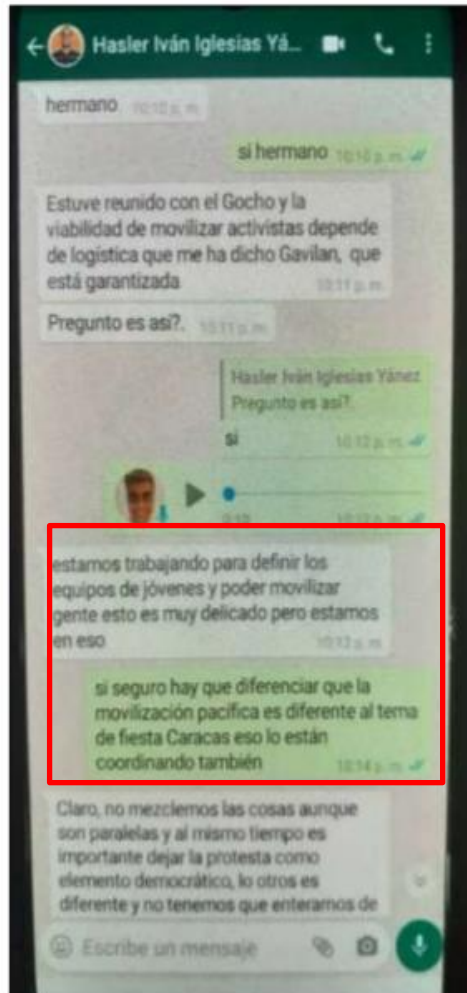 Hasler Iván Iglesias Yá...
hermano 10:10 p. m.
si hermano 10:10 p. m.
Estuve reunido con el Gocho y la
viabilidad de movilizar activistas depende
de logística que me ha dicho Gavilan, que
está garantizada 10:11 p. m.
Pregunto es asi?. 10:11 p. m.
Hasler Iván Iglesias Yánez
Pregunto es asi?.
si 10:12 p. m.
estamos trabajando para definir los
equipos de jóvenes y poder movilizar
gente esto es muy delicado pero estamos
en eso
si seguro hay que diferenciar que la
movilización pacífica es diferente al tema
de fiesta Caracas eso lo están
coordinando también 10:14 p. m.
Claro, no mezclemos las cosas aunque
son paralelas y al mismo tiempo es
importante dejar la protesta como
elemento democrático, lo otros es
diferente y no tenemos que enterarnos de
Escribe un mensaje